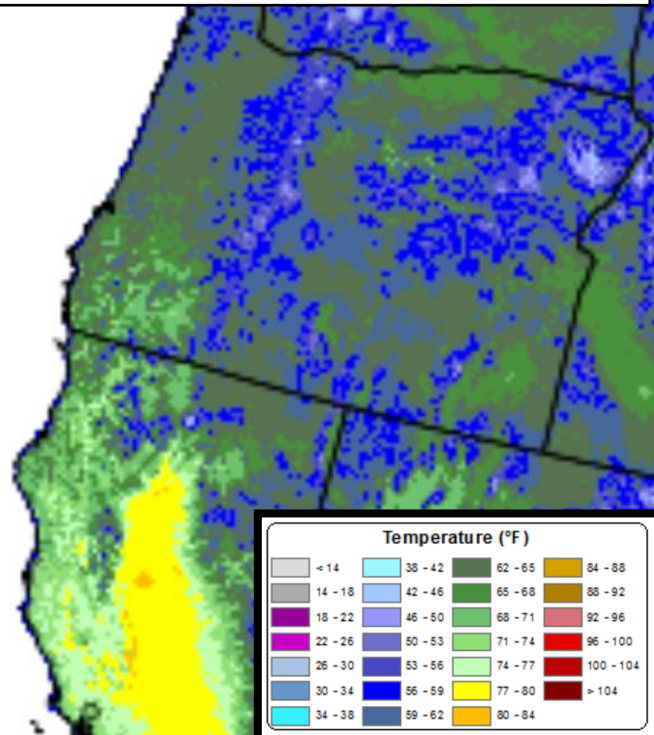 Temperature (°F)
< 14 38 - 42 62 - 65 84 - 88
14 - 18 42 - 46 65 - 68 88 - 92
18 - 22 46 - 50 68 - 71 92 - 96
22 - 26 50 - 53 71 - 74 96 - 100
26 - 30 53 - 56 74 - 77 100 - 104
30 - 34 56 - 59 77 - 80 > 104
34 - 38 59 - 62 80 - 84